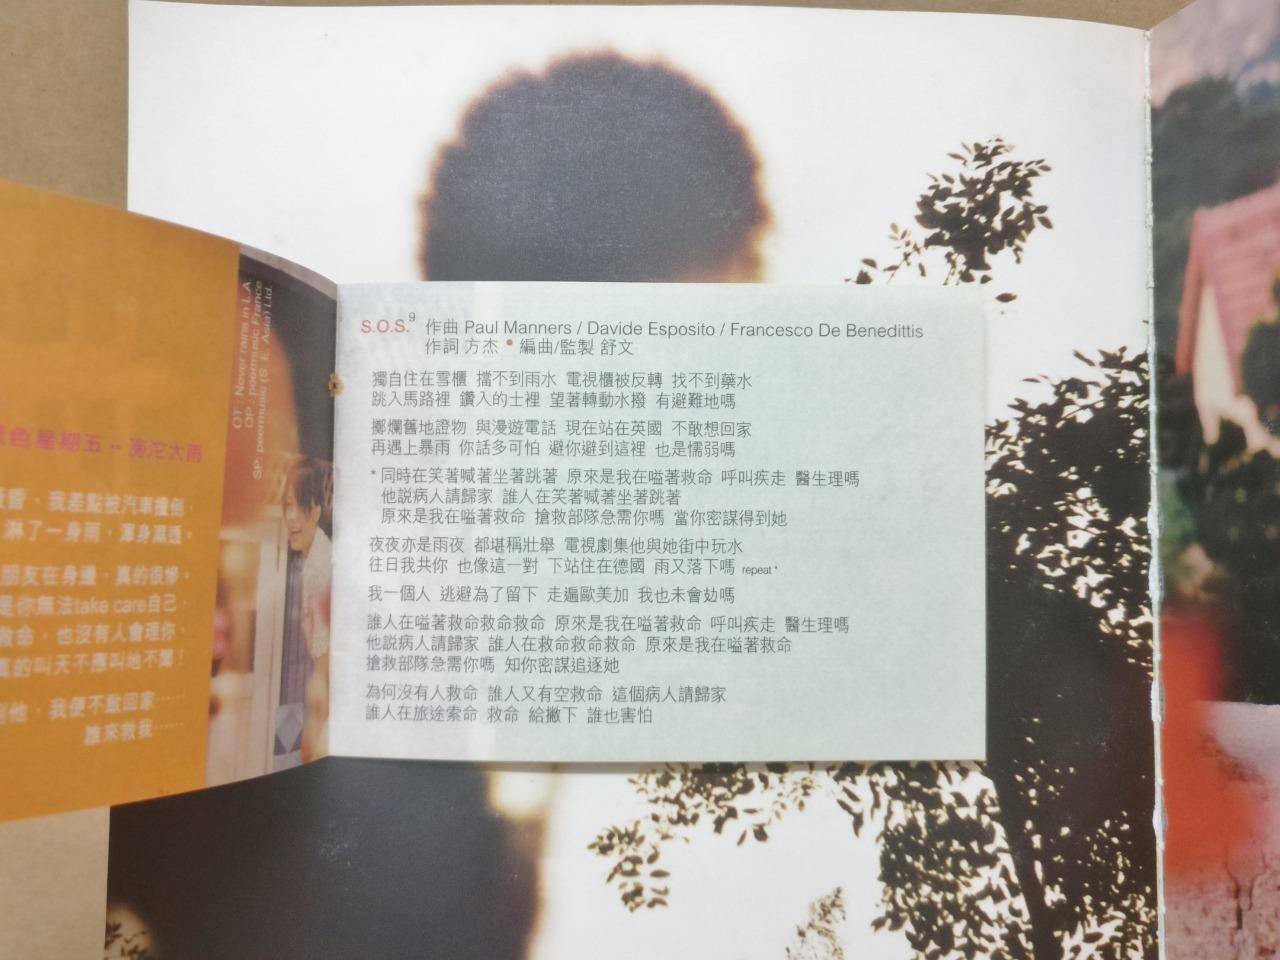 OT : Never rains in L.A.
OP : peermusic France
SP: peermusic (S. E. Asia) Ltd.
色星期五 -- 滂沱大雨
，我差點被汽車撞倒，
淋了一身雨，渾身濕透。
朋友在身邊，真的很慘。
是你無法take care自己，
救命，也沒有人會理你，
真的叫天不應叫地不聞！
他，我便不敢回家……
誰來救我……
S.O.S.9 作曲 Paul Manners / Davide Esposito / Francesco De Benedittis
作詞 方杰 • 編曲/監製 舒文
獨自住在雪櫃 擋不到雨水 電視櫃被反轉 找不到藥水
跳入馬路裡 鑽入的士裡 望著轉動水撥 有避難地嗎
擲爛舊地證物 與漫遊電話 現在站在英國 不敢想回家
再遇上暴雨 你話多可怕 避你避到這裡 也是懦弱嗎
* 同時在笑著喊著坐著跳著 原來是我在嗌著救命 呼叫疾走 醫生理嗎
他説病人請歸家 誰人在笑著喊著坐著跳著
原來是我在嗌著救命 搶救部隊急需你嗎 當你密謀得到她
夜夜亦是雨夜 都堪稱壯舉 電視劇集他與她街中玩水
往日我共你 也像這一對 下站住在德國 雨又落下嗎 repeat *
我一個人 逃避為了留下 走遍歐美加 我也未會攰嗎
誰人在嗌著救命救命救命 原來是我在嗌著救命 呼叫疾走 醫生理嗎
他説病人請歸家 誰人在救命救命救命 原來是我在嗌著救命
搶救部隊急需你嗎 知你密謀追逐她
為何沒有人救命 誰人又有空救命 這個病人請歸家
誰人在旅途索命 救命 給撇下 誰也害怕